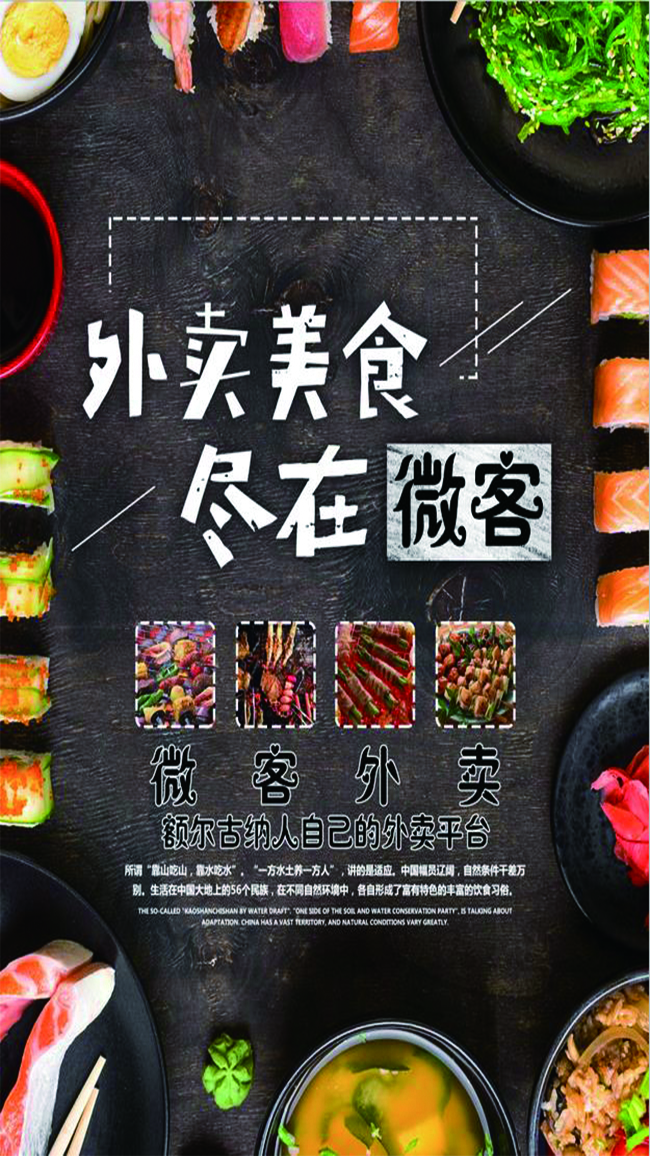 外卖美食
尽在微客
微客外卖
额尔古纳人自己的外卖平台
所谓“靠山吃山，靠水吃水”。“一方水土养一方人”，讲的是适应。中国幅员辽阔，自然条件千差万
别。生活在中国大地上的56个民族，在不同自然环境中，各自形成了富有特色的丰富的饮食习俗。
THE SO-CALLED "KAOSHANCHISHAN BY WATER DRAFT", "ONE SIDE OF THE SOIL AND WATER CONSERVATION PARTY", IS TALKING ABOUT
ADAPTATION. CHINA HAS A VAST TERRITORY, AND NATURAL CONDITIONS VARY GREATLY.